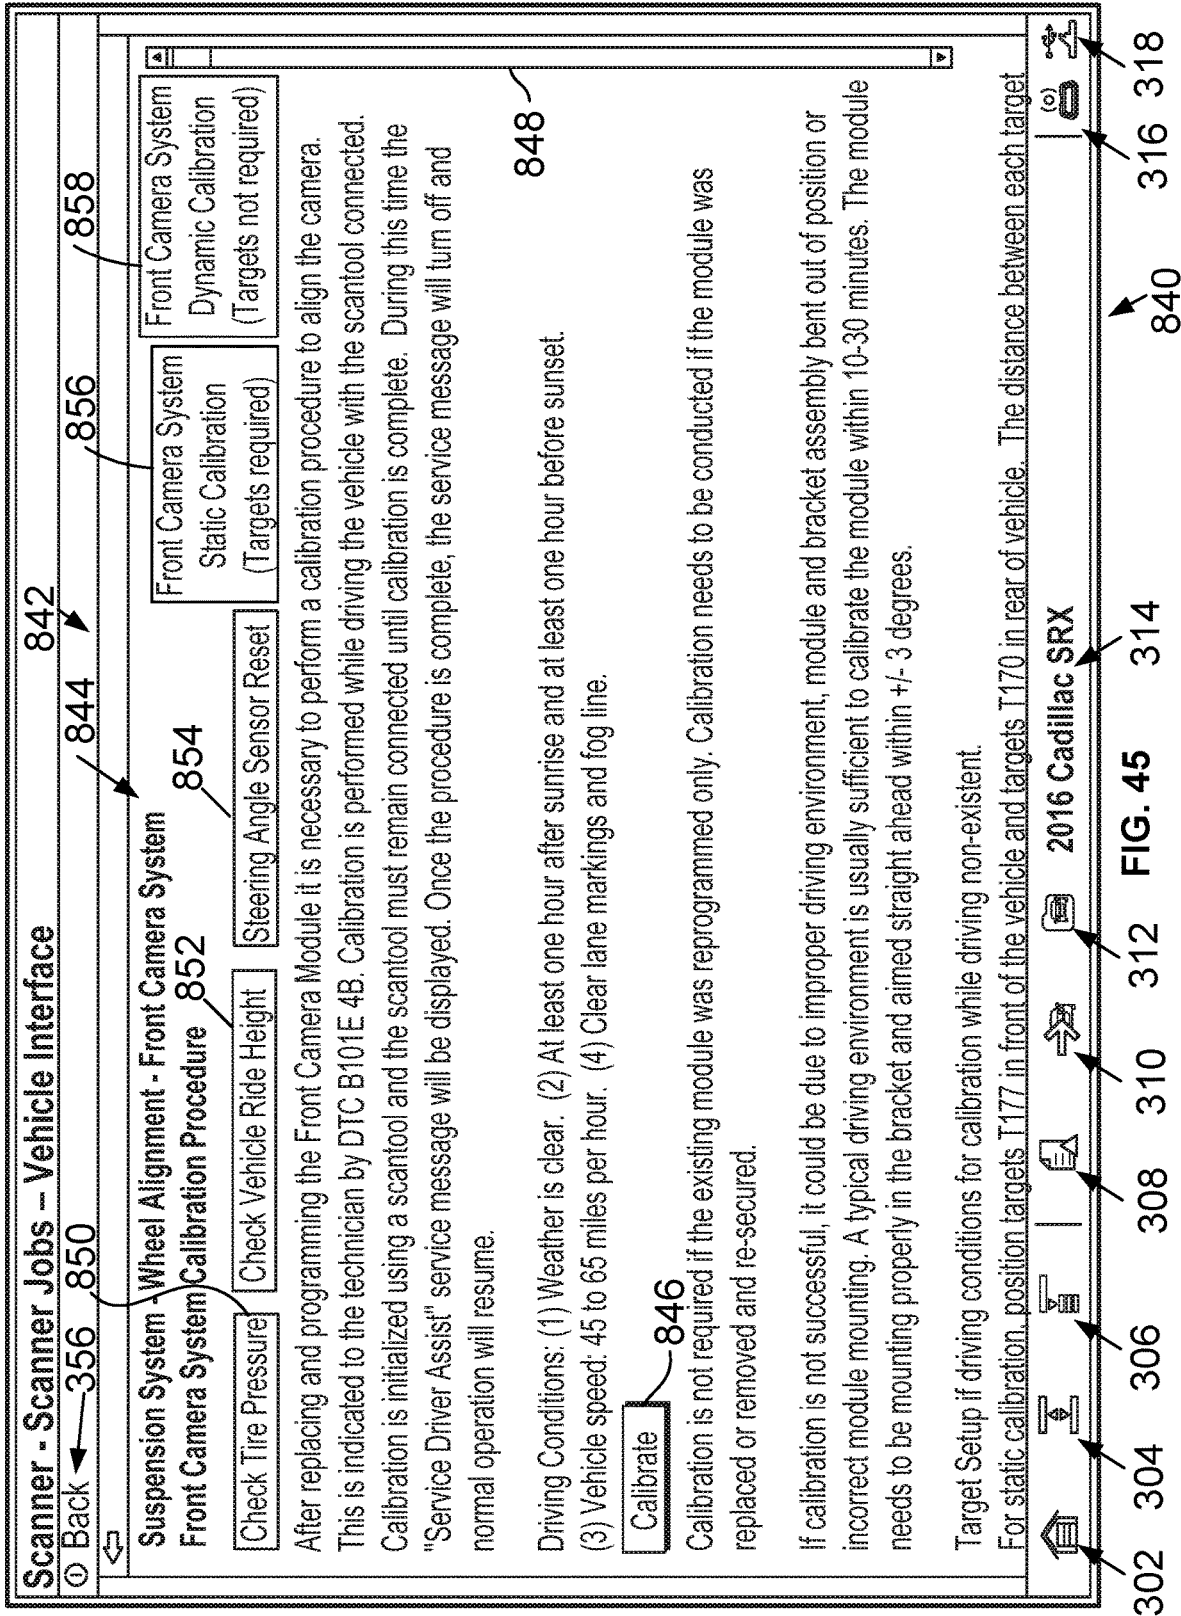 Scanner - Scanner Jobs – Vehicle Interface
Back 356 850 844 842 856 858
Suspension System - Wheel Alignment - Front Camera System
Front Camera System Calibration Procedure 852 854
Check Tire Pressure
Check Vehicle Ride Height
Steering Angle Sensor Reset
Front Camera System
Static Calibration
(Targets required)
Front Camera System
Dynamic Calibration
(Targets not required)
After replacing and programming the Front Camera Module it is necessary to perform a calibration procedure to align the camera.
This is indicated to the technician by DTC B101E 4B. Calibration is performed while driving the vehicle with the scantool connected.
Calibration is initialized using a scantool and the scantool must remain connected until calibration is complete. During this time the
"Service Driver Assist" service message will be displayed. Once the procedure is complete, the service message will turn off and
normal operation will resume.
848
Driving Conditions: (1) Weather is clear. (2) At least one hour after sunrise and at least one hour before sunset.
(3) Vehicle speed: 45 to 65 miles per hour. (4) Clear lane markings and fog line.
Calibrate
846
Calibration is not required if the existing module was reprogrammed only. Calibration needs to be conducted if the module was
replaced or removed and re-secured.
If calibration is not successful, it could be due to improper driving environment, module and bracket assembly bent out of position or
incorrect module mounting. A typical driving environment is usually sufficient to calibrate the module within 10-30 minutes. The module
needs to be mounting properly in the bracket and aimed straight ahead within +/- 3 degrees.
Target Setup if driving conditions for calibration while driving non-existent.
For static calibration, position targets T177 in front of the vehicle and targets T170 in rear of vehicle. The distance between each target
2016 Cadillac SRX
302 304 306 308 310 312 314 316 318
840
FIG. 45